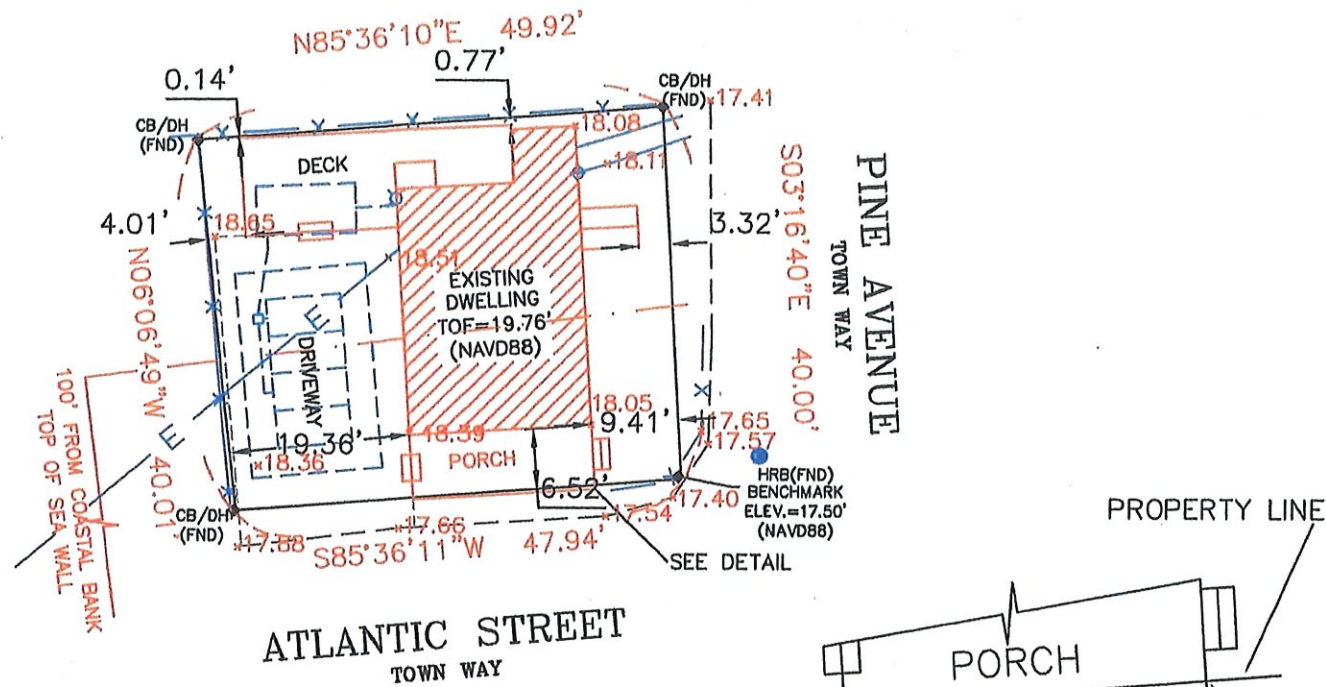 N85°36'10"E 49.92'
0.14'
0.77'
CB/DH
(FND)
17.41
CB/DH
(FND)
18.08
18.11
DECK
4.01'
18.65
3.32'
S03°16'40"E 40.00'
PINE AVENUE
TOWN WAY
18.51
EXISTING
DWELLING
TOF=19.76'
(NAVD88)
N06°06'49"W 40.01'
E
DRIVEWAY
E
100' FROM COASTAL BANK
TOP OF SEA WALL
18.05
9.41'
17.65
17.57
19.36'
18.39
18.36
PORCH
6.52'
HRB(FND)
BENCHMARK
ELEV.=17.50'
(NAVD88)
17.40
CB/DH
(FND)
17.66
17.54
S85°36'11"W 47.94'
SEE DETAIL
PROPERTY LINE
ATLANTIC STREET
TOWN WAY
PORCH